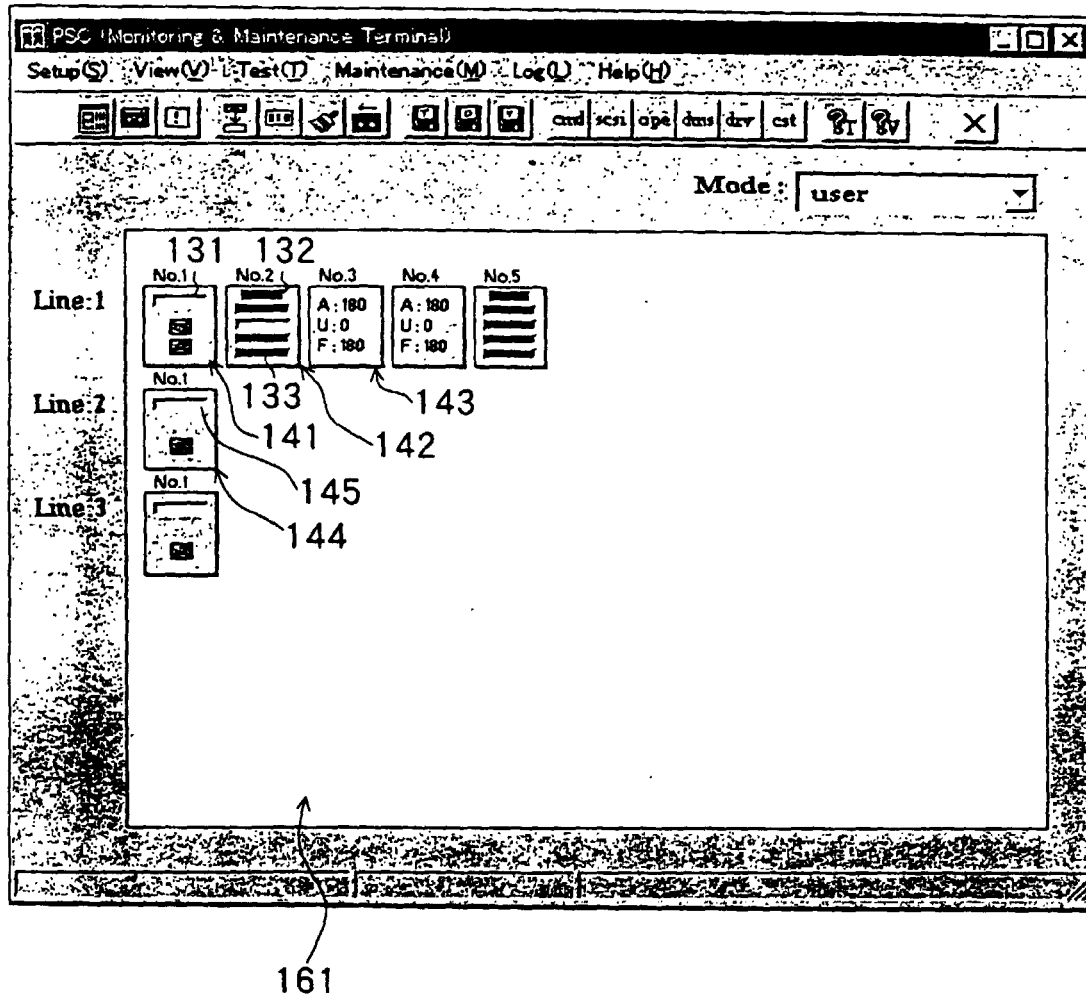 PSC (Monitoring & Maintenance Terminal)
Setup(S) View(V) Test(T) Maintenance(M) Log(L) Help(H)
cmd scsi ope dms drv cst
Mode: user
131 132
No.1 No.2 No.3 No.4 No.5
Line:1
A:180 A:180
U:0 U:0
F:180 F:180
133 143
No.1
Line:2
141 142
145
No.1
Line:3
144
161